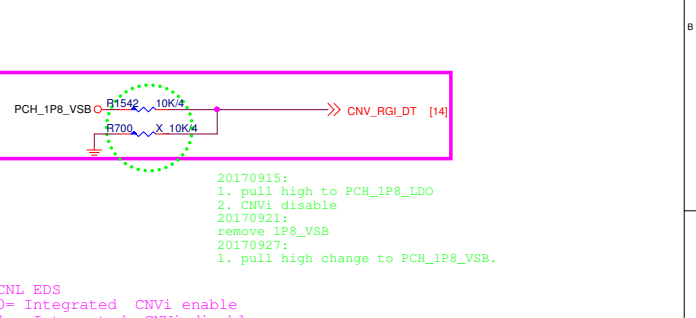 B
R1542 10K/4
PCH_1P8_VSB
CNV_RGI_DT [14]
R700 X_10K/4
20170915:
1. pull high to PCH_1P8_LDO
2. CNVi disable
20170921:
remove 1P8_VSB
20170927:
1. pull high change to PCH_1P8_VSB.
CNL EDS
0= Integrated CNVi enable